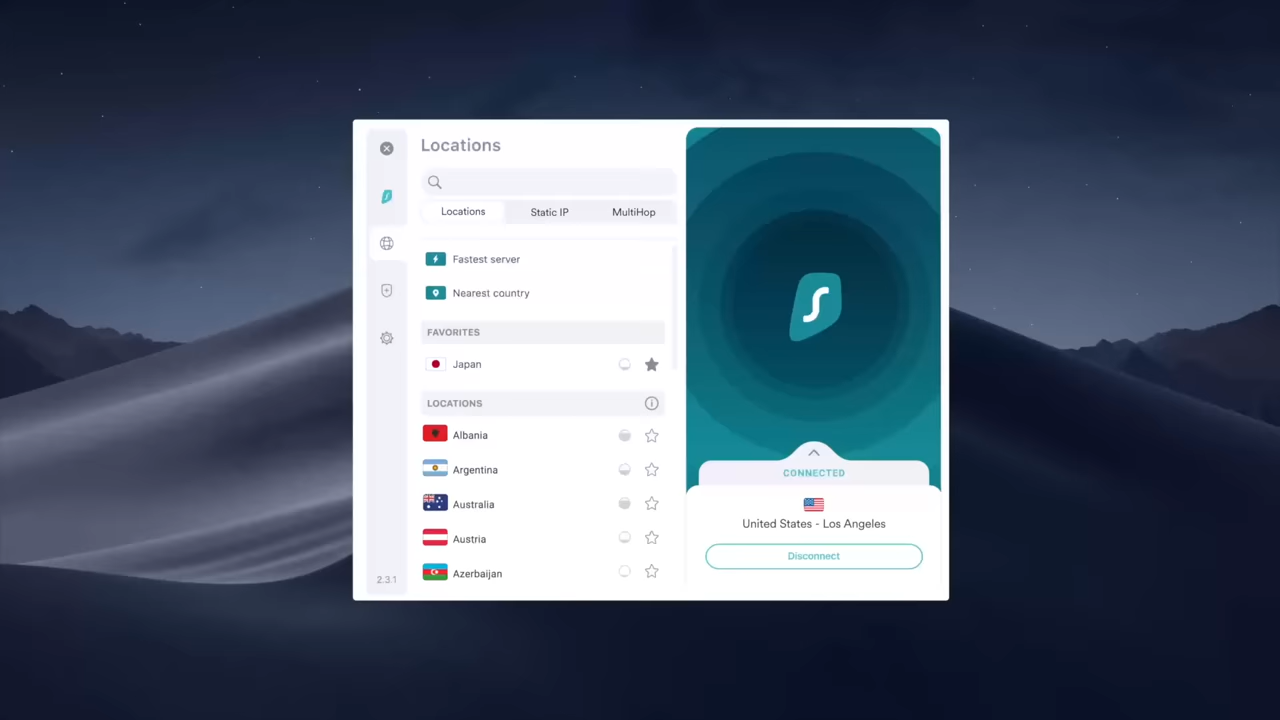 Locations
Locations
Static IP
MultiHop
Fastest server
Nearest country
FAVORITES
Japan
LOCATIONS
Albania
Argentina
Australia
Austria
Azerbaijan
2.3.1
CONNECTED
United States - Los Angeles
Disconnect